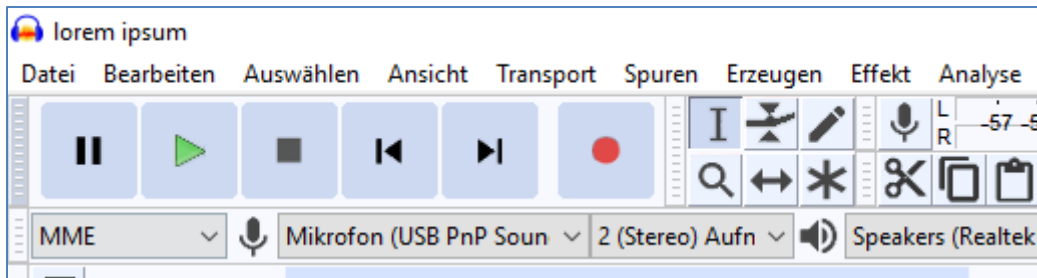 lorem ipsum
Datei Bearbeiten Auswählen Ansicht Transport Spuren Erzeugen Effekt Analyse
L -57
R
MME Mikrofon (USB PnP Soun 2 (Stereo) Aufn Speakers (Realtek